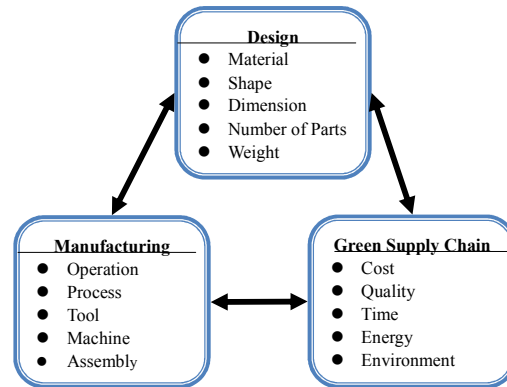 Design
● Material
● Shape
● Dimension
● Number of Parts
● Weight
Manufacturing
● Operation
● Process
● Tool
● Machine
● Assembly
Green Supply Chain
● Cost
● Quality
● Time
● Energy
● Environment